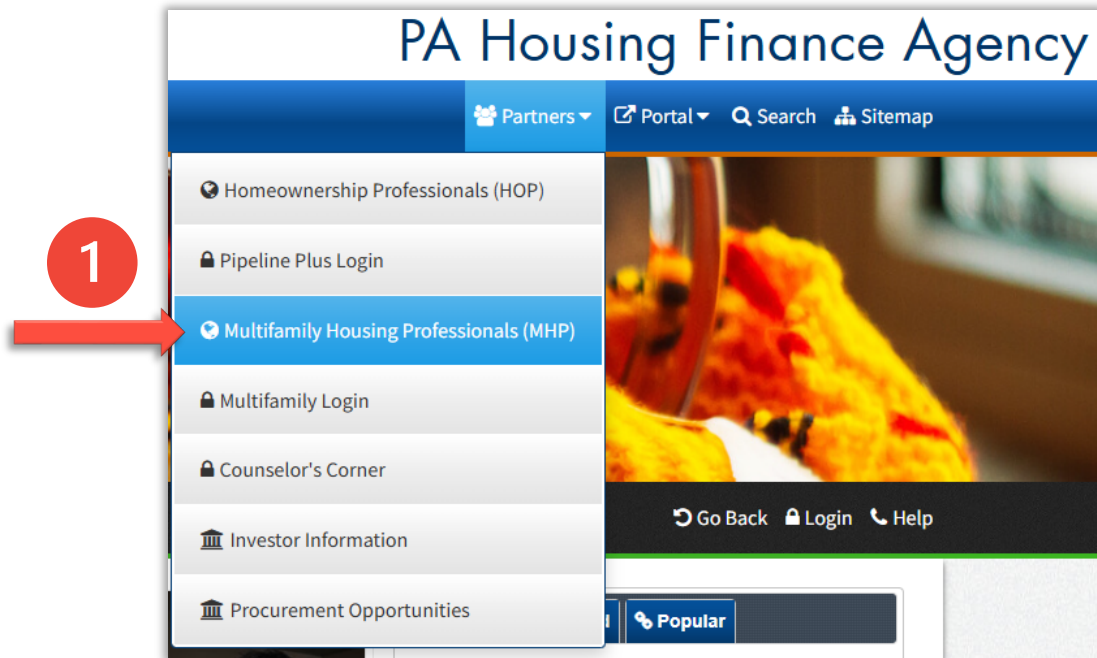 PA Housing Finance Agency
Partners Portal Search Sitemap
Homeownership Professionals (HOP)
Pipeline Plus Login
1
Multifamily Housing Professionals (MHP)
Multifamily Login
Counselor's Corner
Go Back Login Help
Investor Information
Procurement Opportunities
Popular